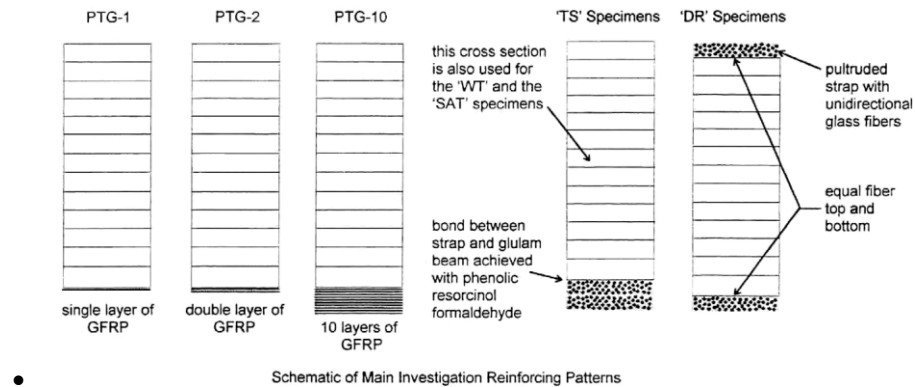 PTG-1
PTG-2
PTG-10
'TS' Specimens
'DR' Specimens
this cross section
is also used for
the 'WT' and the
'SAT' specimens
pultruded
strap with
unidirectional
glass fibers
equal fiber
top and
bottom
bond between
strap and glulam
beam achieved
with phenolic
resorcinol
formaldehyde
single layer of
GFRP
double layer of
GFRP
10 layers of
GFRP
Schematic of Main Investigation Reinforcing Patterns